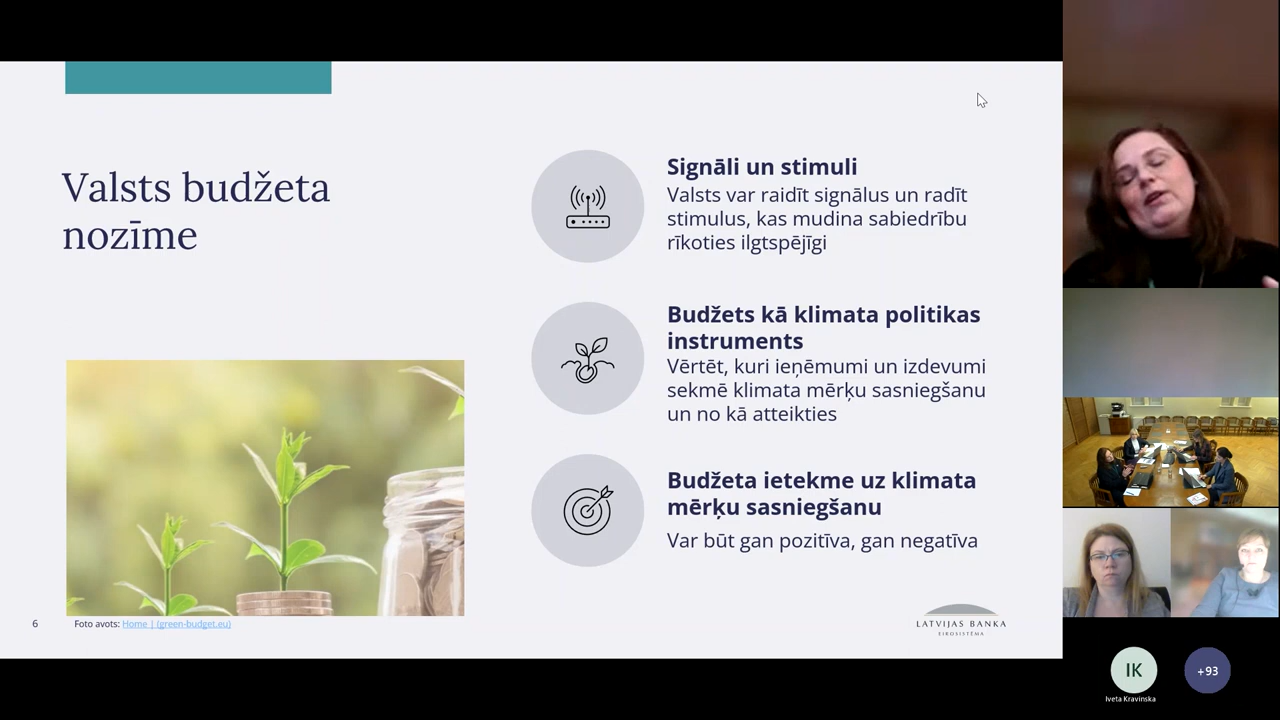 Valsts budžeta
nozīme
Signāli un stimuli
Valsts var raidīt signālus un radīt
stimulus, kas mudina sabiedrību
rīkoties ilgtspējīgi
Budžets kā klimata politikas
instruments
Vērtēt, kuri ieņēmumi un izdevumi
sekmē klimata mērķu sasniegšanu
un no kā atteikties
Budžeta ietekme uz klimata
mērķu sasniegšanu
Var būt gan pozitīva, gan negatīva
6
Foto avots: Home | (green-budget.eu)
LATVIJAS BANKA
EIROSISTĒMA
IK
Iveta Kravinska
+93